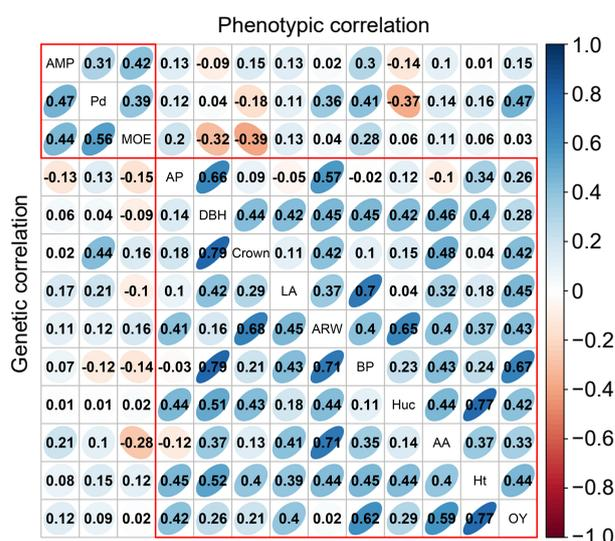 Phenotypic correlation
AMP 0.31 0.42 0.13 -0.09 0.15 0.13 0.02 0.3 -0.14 0.1 0.01 0.15
0.47 Pd 0.39 0.12 0.04 -0.18 0.11 0.36 0.41 -0.37 0.14 0.16 0.47
0.44 0.56 MOE 0.2 -0.32 -0.39 0.13 0.04 0.28 0.06 0.11 0.06 0.03
-0.13 0.13 -0.15 AP 0.66 0.09 -0.05 0.57 -0.02 0.12 -0.1 0.34 0.26
0.06 0.04 -0.09 0.14 DBH 0.44 0.42 0.45 0.45 0.42 0.46 0.4 0.28
0.02 0.44 0.16 0.18 0.79 Crown 0.11 0.42 0.1 0.15 0.48 0.04 0.42
0.17 0.21 -0.1 0.1 0.42 0.29 LA 0.37 0.7 0.04 0.32 0.18 0.45
0.11 0.12 0.16 0.41 0.16 0.68 0.45 ARW 0.4 0.65 0.4 0.37 0.43
0.07 -0.12 -0.14 -0.03 0.79 0.21 0.43 0.71 BP 0.23 0.43 0.24 0.67
0.01 0.01 0.02 0.44 0.51 0.43 0.18 0.44 0.11 Huc 0.44 0.77 0.42
0.21 0.1 -0.28 -0.12 0.37 0.13 0.41 0.71 0.35 0.14 AA 0.37 0.33
0.08 0.15 0.12 0.45 0.52 0.4 0.39 0.44 0.45 0.44 0.4 Ht 0.44
0.12 0.09 0.02 0.42 0.26 0.21 0.4 0.02 0.62 0.29 0.59 0.77 OY
Genetic correlation
1.0
0.8
0.6
0.4
0.2
0
−0.2
−0.4
−0.6
−0.8
−1.0